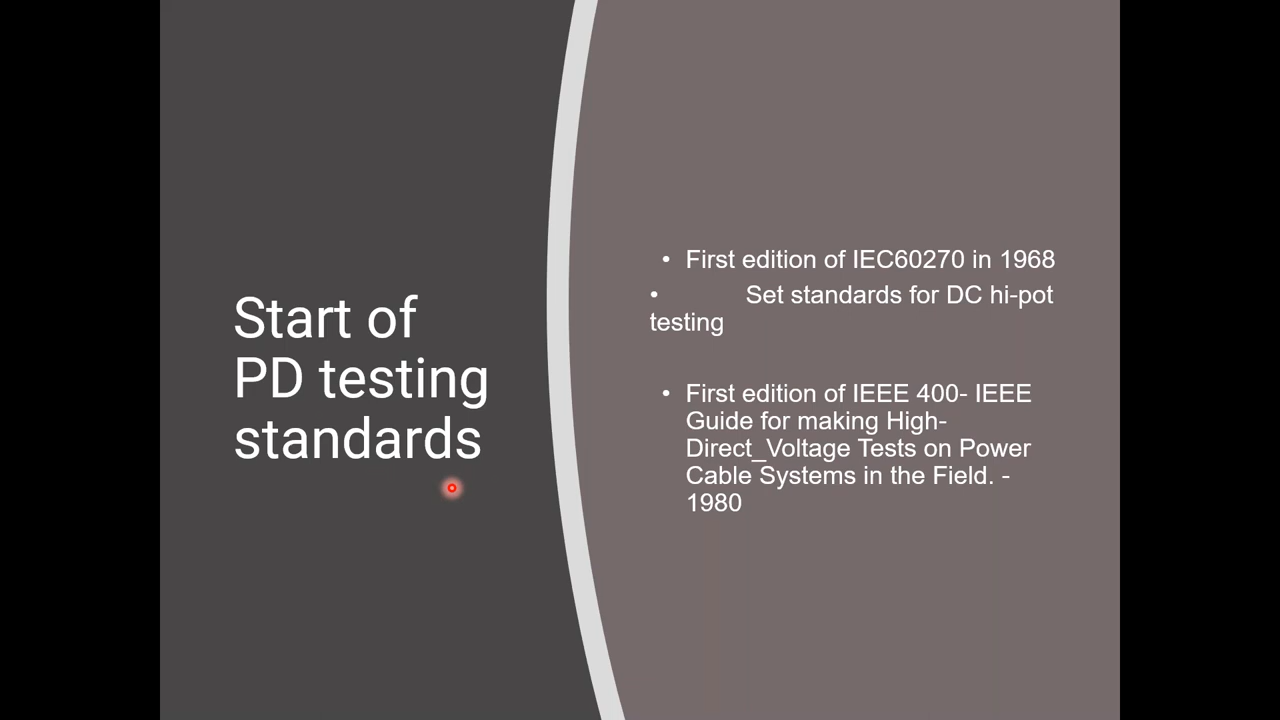 Start of
PD testing
standards
• First edition of IEC60270 in 1968
• Set standards for DC hi-pot
testing
• First edition of IEEE 400- IEEE
Guide for making High-
Direct_Voltage Tests on Power
Cable Systems in the Field. -
1980